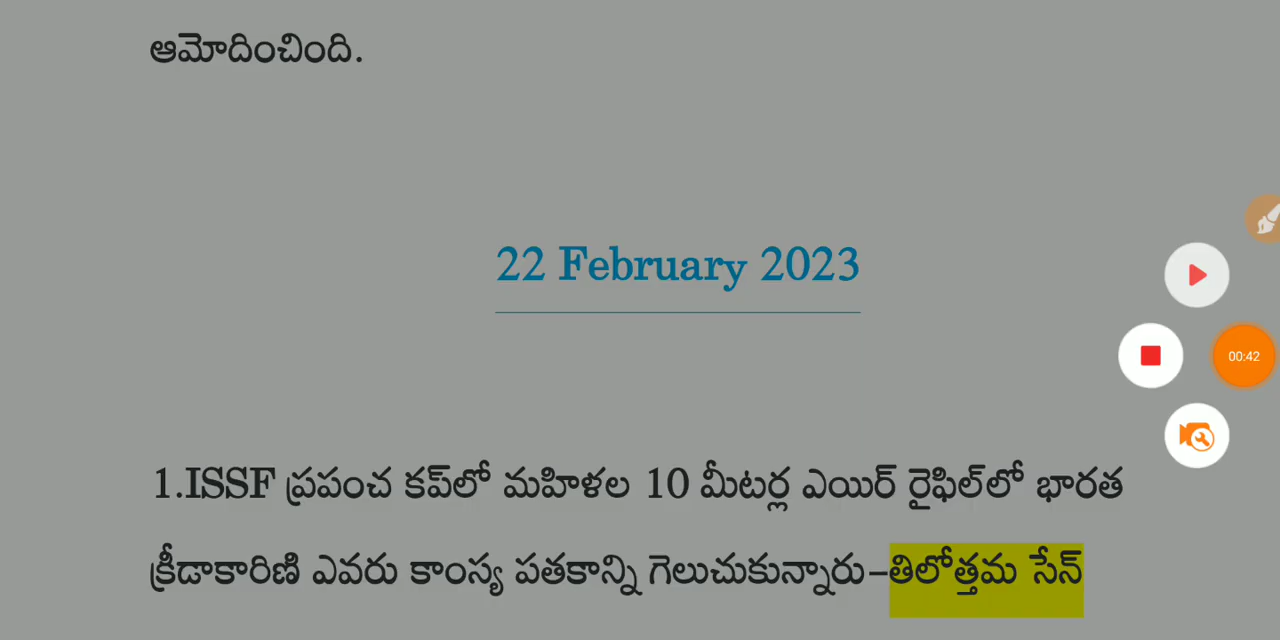 ఆమోదించింది.
22 February 2023
00:42
1.ISSF ప్రపంచ కప్‌లో మహిళల 10 మీటర్ల ఎయిర్ రైఫిల్‌లో భారత
క్రీడాకారిణి ఎవరు కాంస్య పతకాన్ని గెలుచుకున్నారు–తిలోత్తమ సేన్